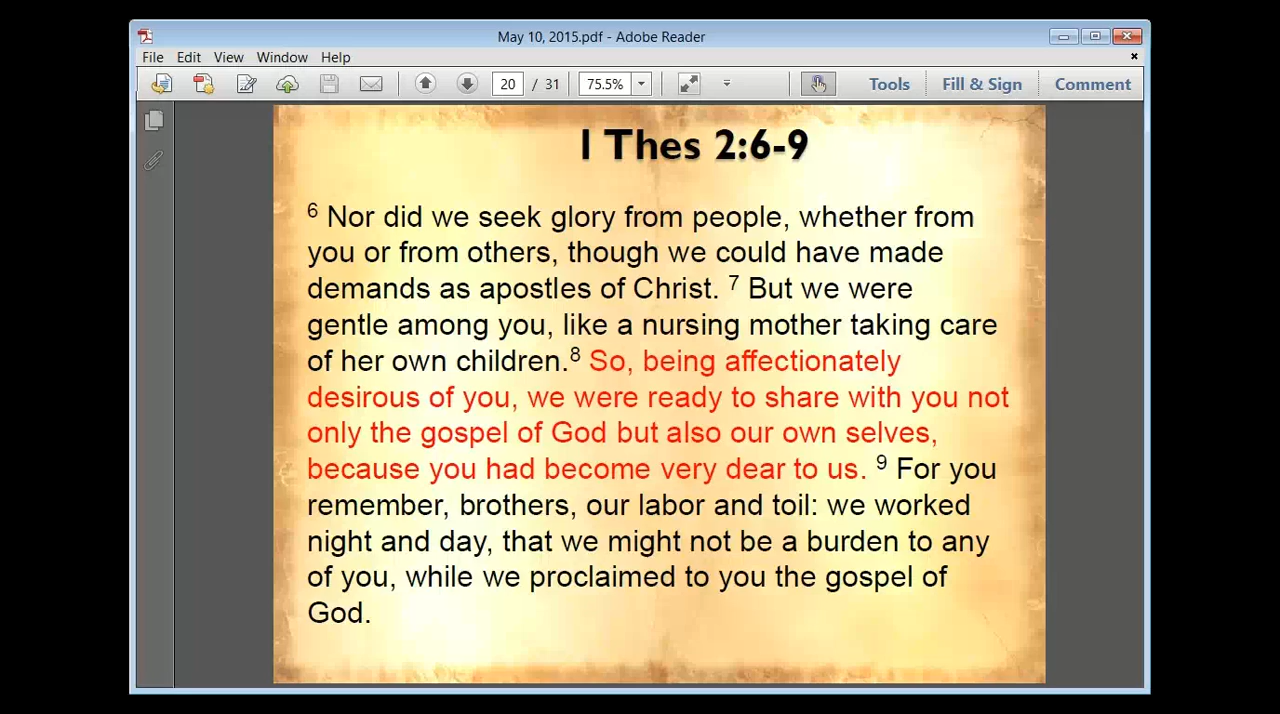 May 10, 2015.pdf - Adobe Reader
File Edit View Window Help
20 / 31 75.5% Tools Fill & Sign Comment
I Thes 2:6-9
6 Nor did we seek glory from people, whether from
you or from others, though we could have made
demands as apostles of Christ. 7 But we were
gentle among you, like a nursing mother taking care
of her own children.8 So, being affectionately
desirous of you, we were ready to share with you not
only the gospel of God but also our own selves,
because you had become very dear to us. 9 For you
remember, brothers, our labor and toil: we worked
night and day, that we might not be a burden to any
of you, while we proclaimed to you the gospel of
God.